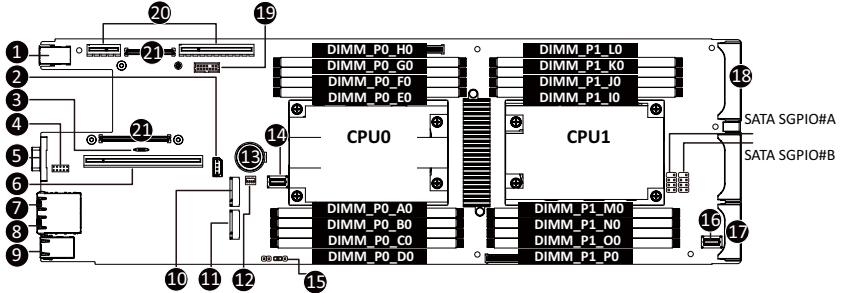 20 19
1 21 DIMM_P0_H0 DIMM_P1_L0
2 DIMM_P0_G0 DIMM_P1_K0 18
3 DIMM_P0_F0 DIMM_P1_J0
4 DIMM_P0_E0 DIMM_P1_I0
21 14 CPU0 CPU1 SATA SGPIO#A
5 13 SATA SGPIO#B
6
7 DIMM_P0_A0 DIMM_P1_M0
8 DIMM_P0_B0 DIMM_P1_N0 16
9 DIMM_P0_C0 DIMM_P1_O0 17
10 11 12 15 DIMM_P0_D0 DIMM_P1_P0